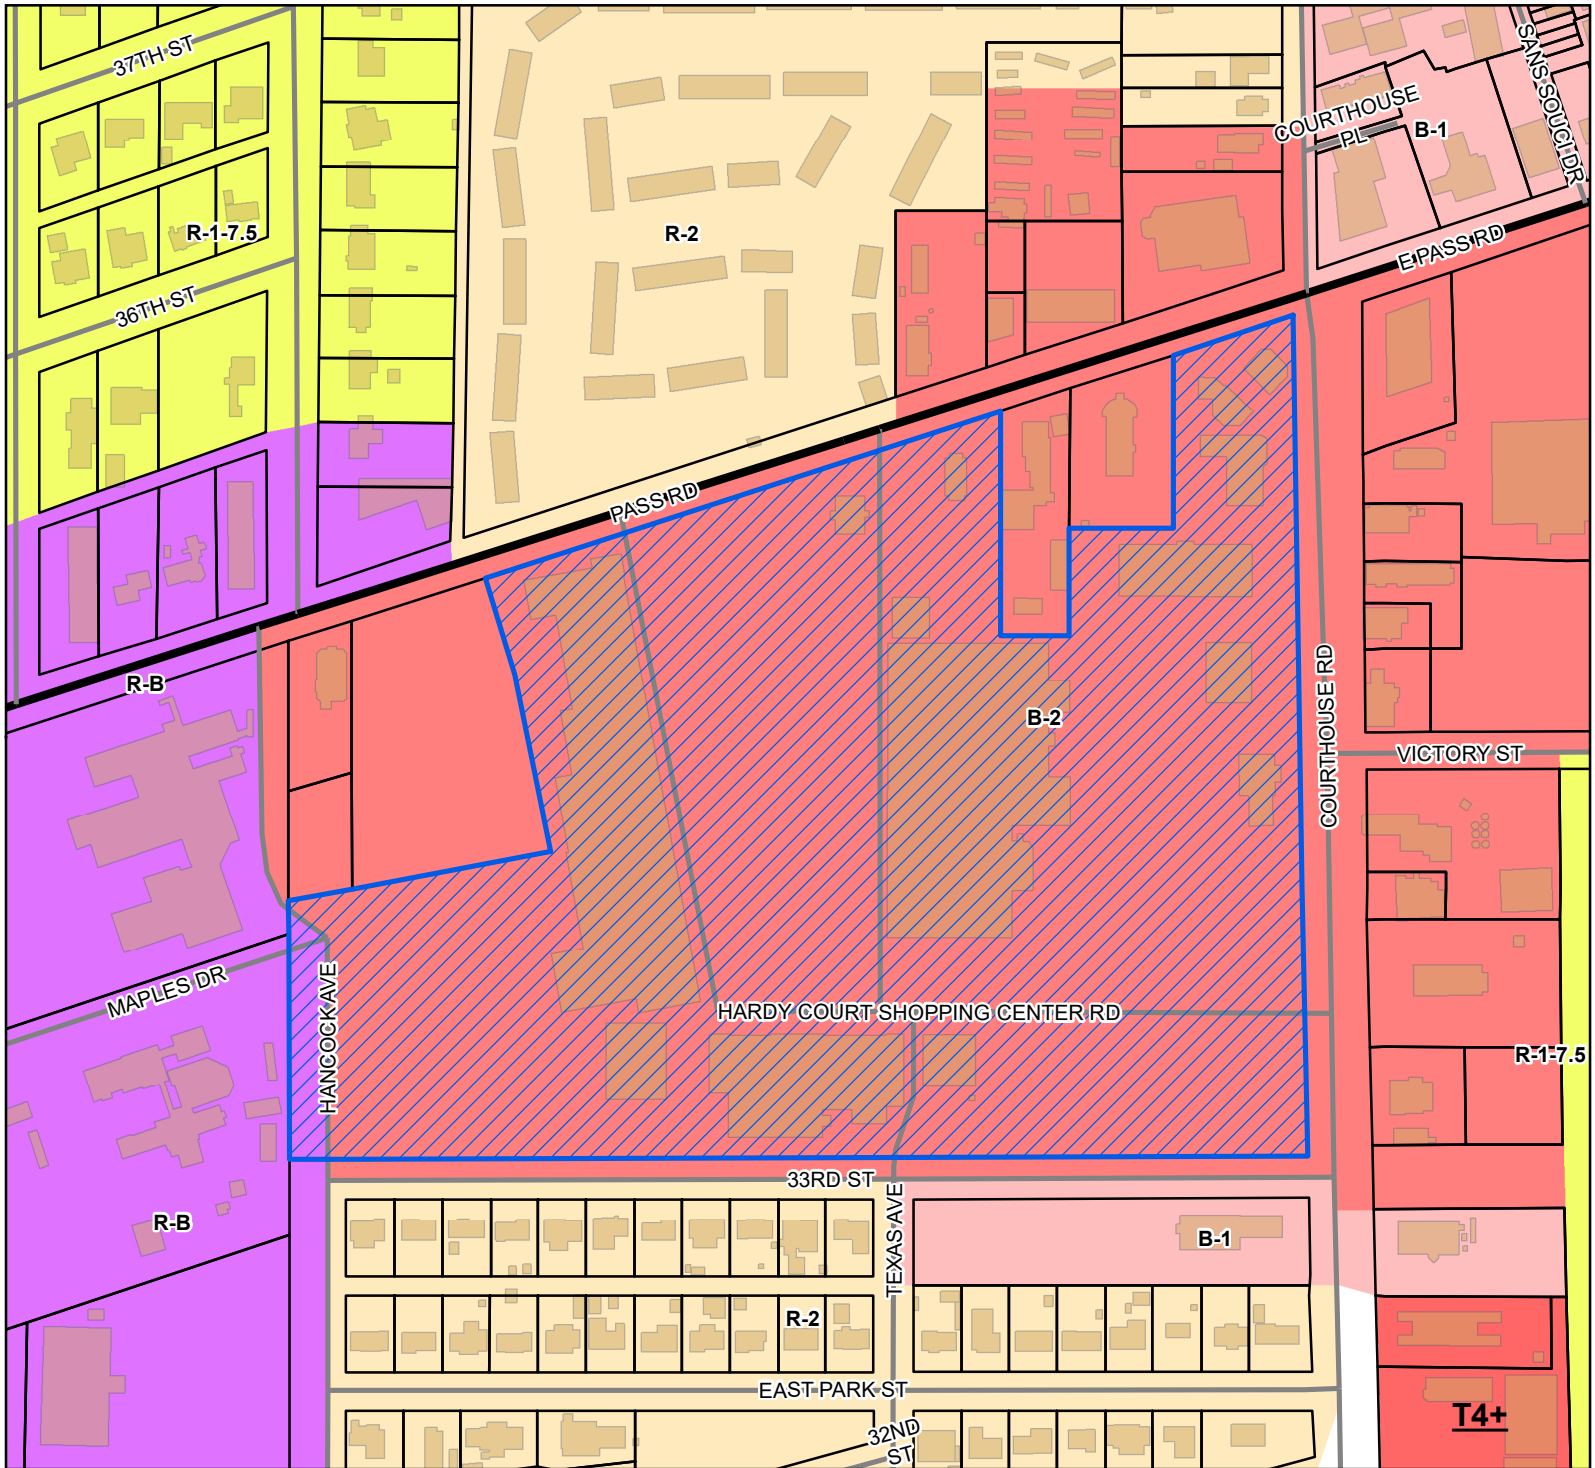 37TH ST
SANS SOUCI DR
COURTHOUSE
PL
B-1
R-1-7.5
R-2
E PASS RD
36TH ST
PASS RD
R-B
B-2
COURTHOUSE RD
VICTORY ST
MAPLES DR
HANCOCK AVE
HARDY COURT SHOPPING CENTER RD
R-1-7.5
33RD ST
TEXAS AVE
R-B
B-1
R-2
EAST PARK ST
T4+
32ND
ST